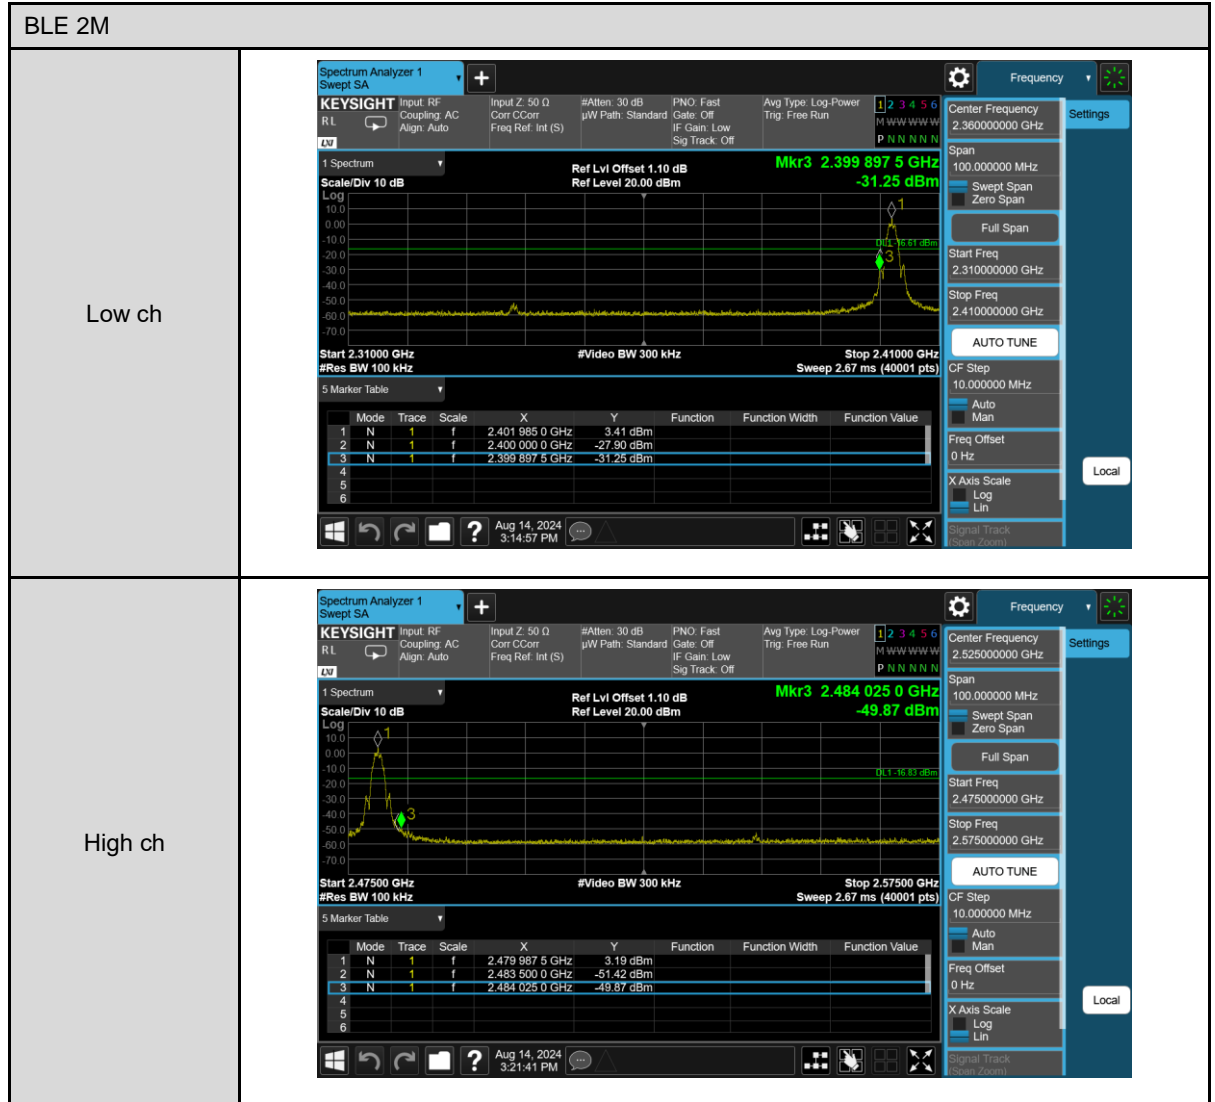 BLE 2M
Low ch
Spectrum Analyzer 1
Swept SA
+
Frequency
KEYSIGHT
RL
LXI
Input: RF
Coupling: AC
Align: Auto
Input Z: 50 Ω
Corr CCorr
Freq Ref: Int (S)
#Atten: 30 dB
µW Path: Standard
PNO: Fast
Gate: Off
IF Gain: Low
Sig Track: Off
Avg Type: Log-Power
Trig: Free Run
1 2 3 4 5 6
M W W W W W
P N N N N N
1 Spectrum
Scale/Div 10 dB
Ref Lvl Offset 1.10 dB
Ref Level 20.00 dBm
Mkr3 2.399 897 5 GHz
-31.25 dBm
Log
10.0
0.00
-10.0
-20.0
-30.0
-40.0
-50.0
-60.0
-70.0
1
DL1 -16.61 dBm
3
Start 2.31000 GHz
#Video BW 300 kHz
Stop 2.41000 GHz
#Res BW 100 kHz
Sweep 2.67 ms (40001 pts)
5 Marker Table
Mode Trace Scale X Y Function Function Width Function Value
1 N 1 f 2.401 985 0 GHz 3.41 dBm
2 N 1 f 2.400 000 0 GHz -27.90 dBm
3 N 1 f 2.399 897 5 GHz -31.25 dBm
4
5
6
?
Aug 14, 2024
3:14:57 PM
Center Frequency
2.360000000 GHz
Settings
Span
100.000000 MHz
Swept Span
Zero Span
Full Span
Start Freq
2.310000000 GHz
Stop Freq
2.410000000 GHz
AUTO TUNE
CF Step
10.000000 MHz
Auto
Man
Freq Offset
0 Hz
Local
X Axis Scale
Log
Lin
Signal Track
(Span Zoom)
High ch
Spectrum Analyzer 1
Swept SA
+
Frequency
KEYSIGHT
RL
LXI
Input: RF
Coupling: AC
Align: Auto
Input Z: 50 Ω
Corr CCorr
Freq Ref: Int (S)
#Atten: 30 dB
µW Path: Standard
PNO: Fast
Gate: Off
IF Gain: Low
Sig Track: Off
Avg Type: Log-Power
Trig: Free Run
1 2 3 4 5 6
M W W W W W
P N N N N N
1 Spectrum
Scale/Div 10 dB
Ref Lvl Offset 1.10 dB
Ref Level 20.00 dBm
Mkr3 2.484 025 0 GHz
-49.87 dBm
Log
10.0
0.00
-10.0
-20.0
-30.0
-40.0
-50.0
-60.0
-70.0
1
DL1 -16.83 dBm
3
Start 2.47500 GHz
#Video BW 300 kHz
Stop 2.57500 GHz
#Res BW 100 kHz
Sweep 2.67 ms (40001 pts)
5 Marker Table
Mode Trace Scale X Y Function Function Width Function Value
1 N 1 f 2.479 987 5 GHz 3.19 dBm
2 N 1 f 2.483 500 0 GHz -51.42 dBm
3 N 1 f 2.484 025 0 GHz -49.87 dBm
4
5
6
?
Aug 14, 2024
3:21:41 PM
Center Frequency
2.525000000 GHz
Settings
Span
100.000000 MHz
Swept Span
Zero Span
Full Span
Start Freq
2.475000000 GHz
Stop Freq
2.575000000 GHz
AUTO TUNE
CF Step
10.000000 MHz
Auto
Man
Freq Offset
0 Hz
Local
X Axis Scale
Log
Lin
Signal Track
(Span Zoom)